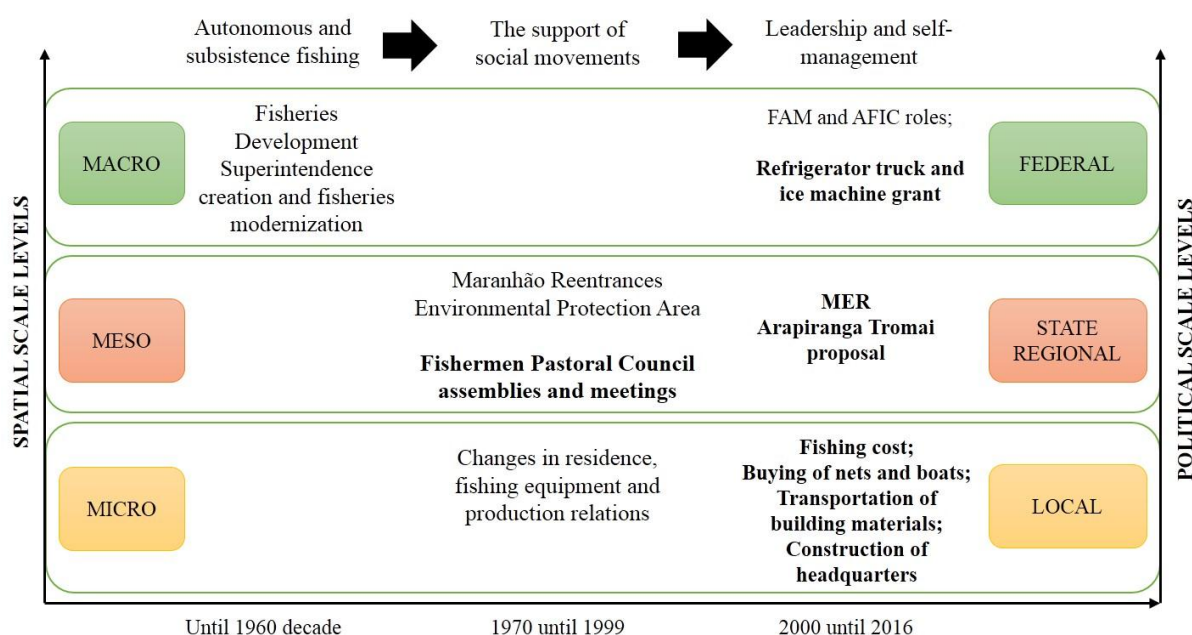 Autonomous and
subsistence fishing
The support of
social movements
Leadership and self-
management
SPATIAL SCALE LEVELS
POLITICAL SCALE LEVELS
MACRO
Fisheries
Development
Superintendence
creation and fisheries
modernization
FAM and AFIC roles;
Refrigerator truck and
ice machine grant
FEDERAL
MESO
Maranhão Reentrances
Environmental Protection Area
Fishermen Pastoral Council
assemblies and meetings
MER
Arapiranga Tromai
proposal
STATE
REGIONAL
MICRO
Changes in residence,
fishing equipment and
production relations
Fishing cost;
Buying of nets and boats;
Transportation of
building materials;
Construction of
headquarters
LOCAL
Until 1960 decade
1970 until 1999
2000 until 2016